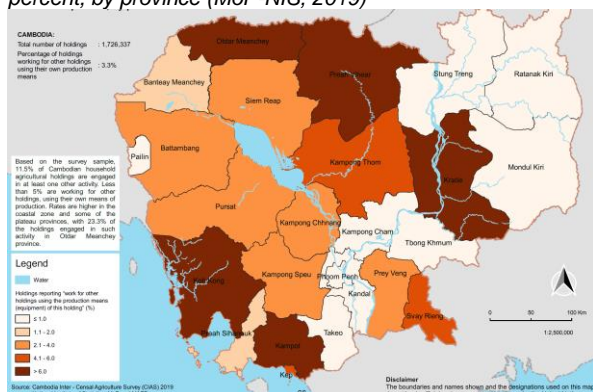 percent, by province (MoP-NIS, 2019)
CAMBODIA:
Total number of holdings : 1,726,337
Percentage of holdings : 3.3%
working for other holdings
using their own production
means
Oddar Meanchey
Preah Vihear
Stung Treng
Ratanak Kiri
Banteay Meanchey
Siem Reap
Battambang
Pailin
Kampong Thom
Kratie
Mondul Kiri
Pursat
Kampong Chhnang
Kampong Cham
Tboung Khmum
Koh Kong
Kampong Speu
Phnom Penh
Kandal
Prey Veng
Svay Rieng
Preah Sihanouk
Kampot
Takeo
Kep
Based on the survey sample,
11.5% of Cambodian household
agricultural holdings are engaged
in at least one other activity. Less
than 5% are working for other
holdings, using their own means of
production. Rates are higher in the
coastal zone and some of the
plateau provinces, with 23.3% of
the holdings engaged in such
activity in Otdar Meanchey
province.
Legend
Water
Holdings reporting "work for other
holdings using the production means
(equipment) of this holding" (%)
≤ 1.0
1.1 - 2.0
2.1 - 4.0
4.1 - 6.0
> 6.0
0 50 100 Km
1:2,500,000
Source: Cambodia Inter - Censal Agriculture Survey (CIAS) 2019
Disclaimer
The boundaries and names shown and the designations used on this map